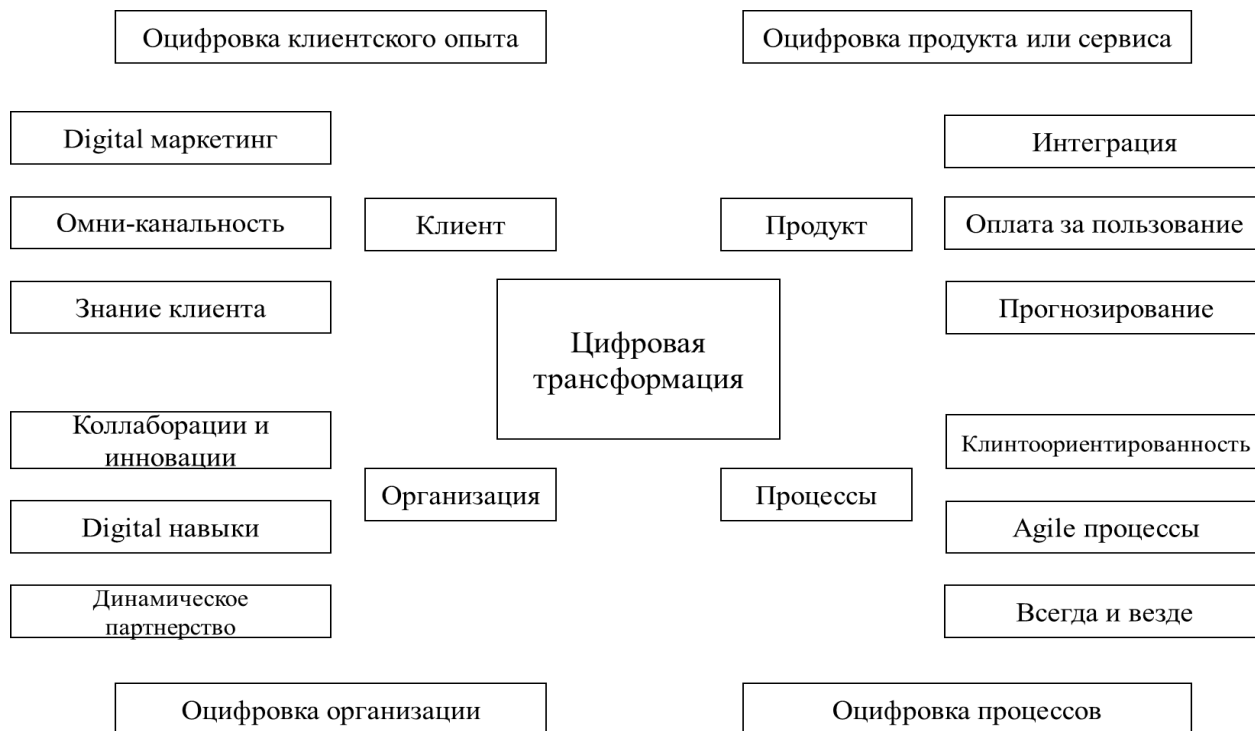 Оцифровка клиентского опыта
Оцифровка продукта или сервиса
Digital маркетинг
Интеграция
Омни-канальность
Клиент
Продукт
Оплата за пользование
Знание клиента
Прогнозирование
Цифровая
трансформация
Коллаборации и
инновации
Клинтоориентированность
Организация
Процессы
Digital навыки
Agile процессы
Динамическое
партнерство
Всегда и везде
Оцифровка организации
Оцифровка процессов